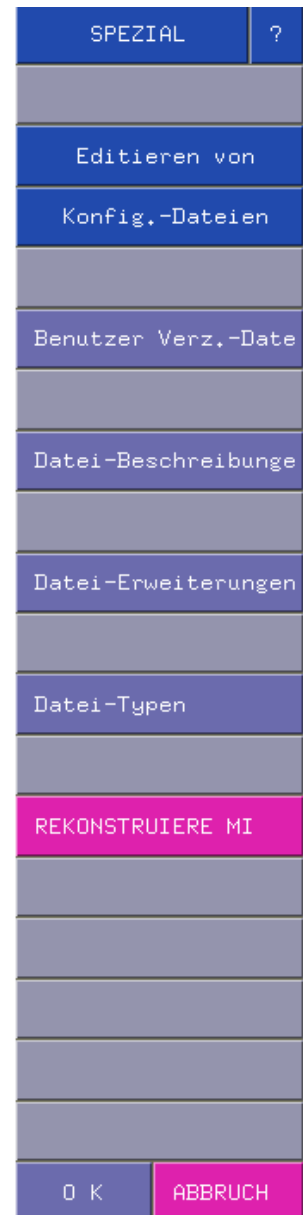 SPEZIAL ?
Editieren von
Konfig.-Dateien
Benutzer Verz.-Date
Datei-Beschreibunge
Datei-Erweiterungen
Datei-Typen
REKONSTRUIERE MI
O K ABBRUCH